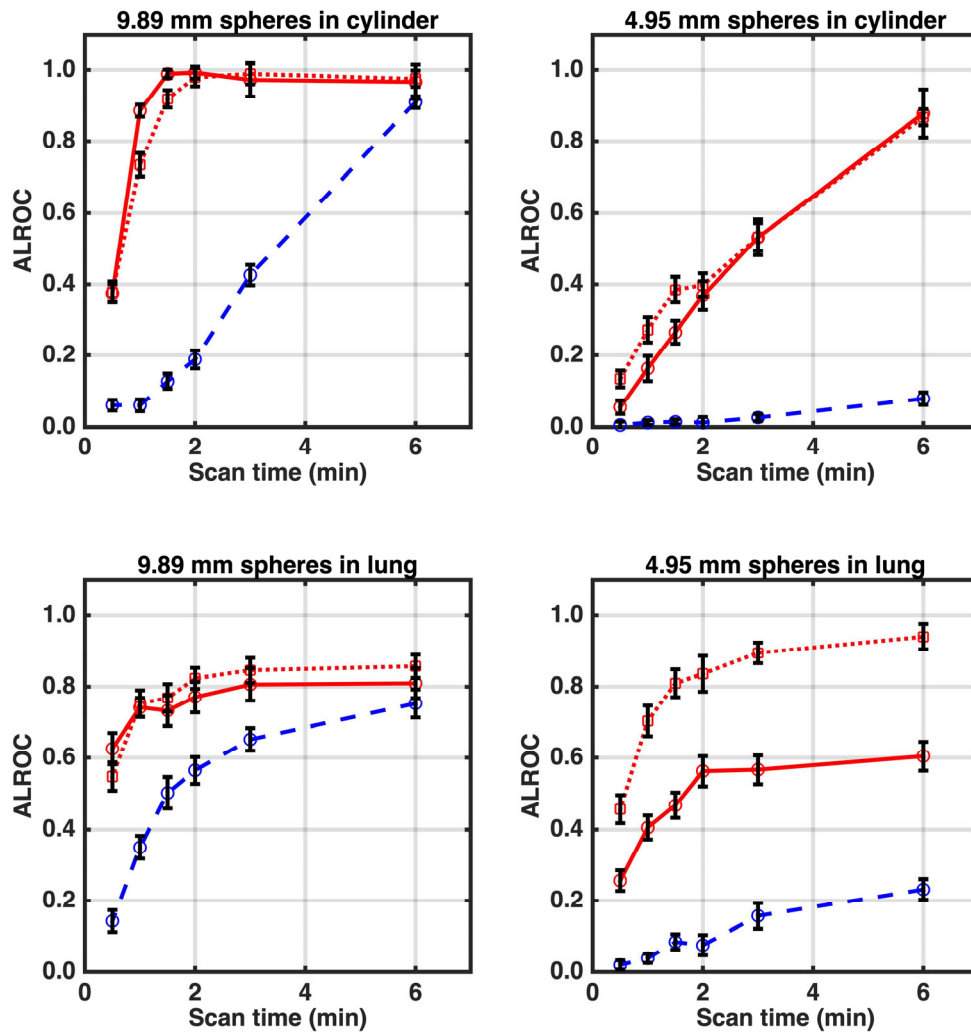 9.89 mm spheres in cylinder
ALROC
1.0
0.8
0.6
0.4
0.2
0.0
0 2 4 6
Scan time (min)
4.95 mm spheres in cylinder
ALROC
1.0
0.8
0.6
0.4
0.2
0.0
0 2 4 6
Scan time (min)
9.89 mm spheres in lung
ALROC
1.0
0.8
0.6
0.4
0.2
0.0
0 2 4 6
Scan time (min)
4.95 mm spheres in lung
ALROC
1.0
0.8
0.6
0.4
0.2
0.0
0 2 4 6
Scan time (min)